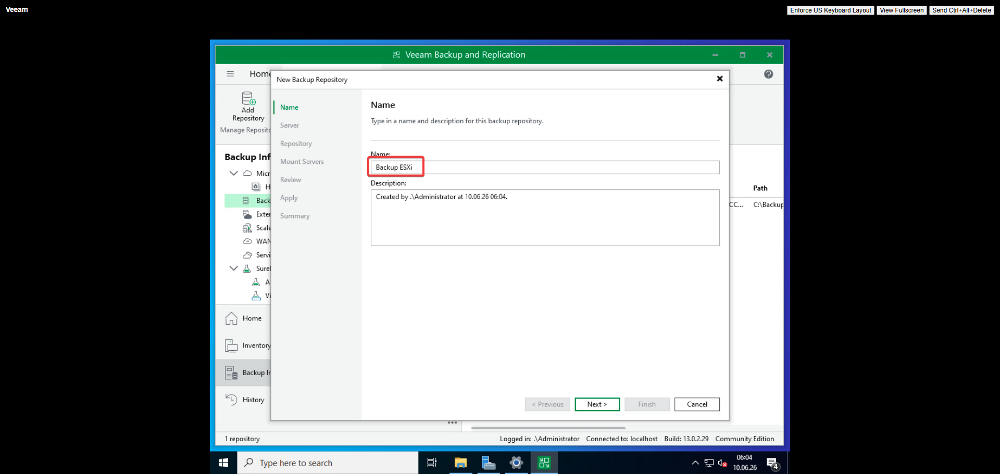 Veeam
Enforce US Keyboard Layout
View Fullscreen
Send Ctrl+Alt+Delete
Veeam Backup and Replication
Home
New Backup Repository
Add
Repository
Name
Server
Repository
Mount Servers
Review
Apply
Summary
Name
Type in a name and description for this backup repository.
Name:
Backup ESXi
Description:
Created by .\Administrator at 10.06.26 06:04.
< Previous
Next >
Finish
Cancel
Manage Reposito
Backup Inf
Micr
H
Back
Exter
Scale
WAN
Servi
Sure
A
Vi
Path
CC...
C:\Backup
Home
Inventory
Backup In
History
1 repository
Logged in: .\Administrator
Connected to: localhost
Build: 13.0.2.29
Community Edition
Type here to search
06:04
10.06.26
4